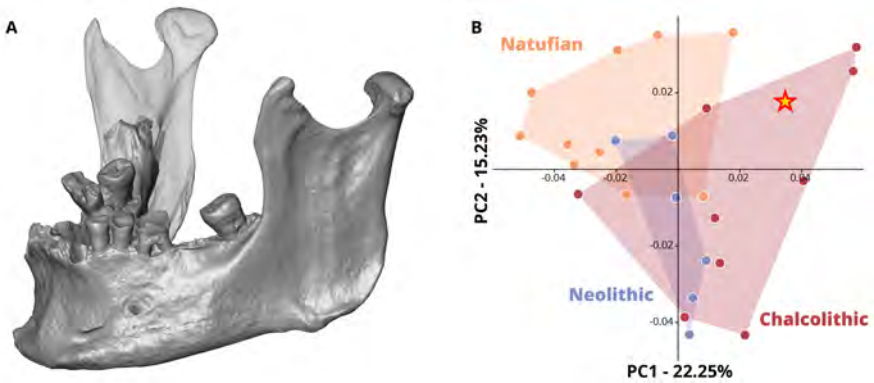 A
B
Natufian
0.02
-0.04
-0.02
0.02
0.04
PC2 - 15.23%
-0.02
Neolithic
-0.04
Chalcolithic
PC1 - 22.25%